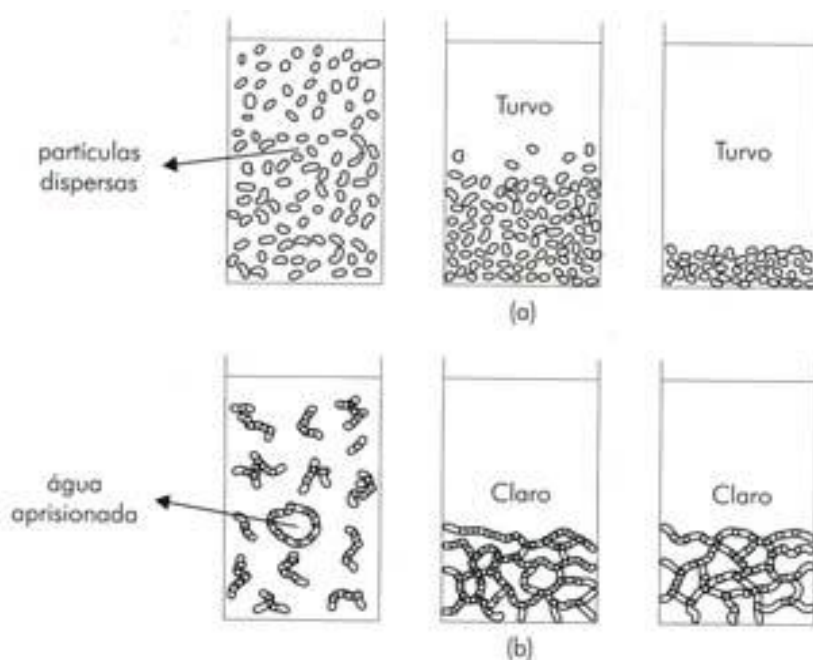 partículas
dispersas
Turvo
Turvo
(a)
água
aprisionada
Claro
Claro
(b)